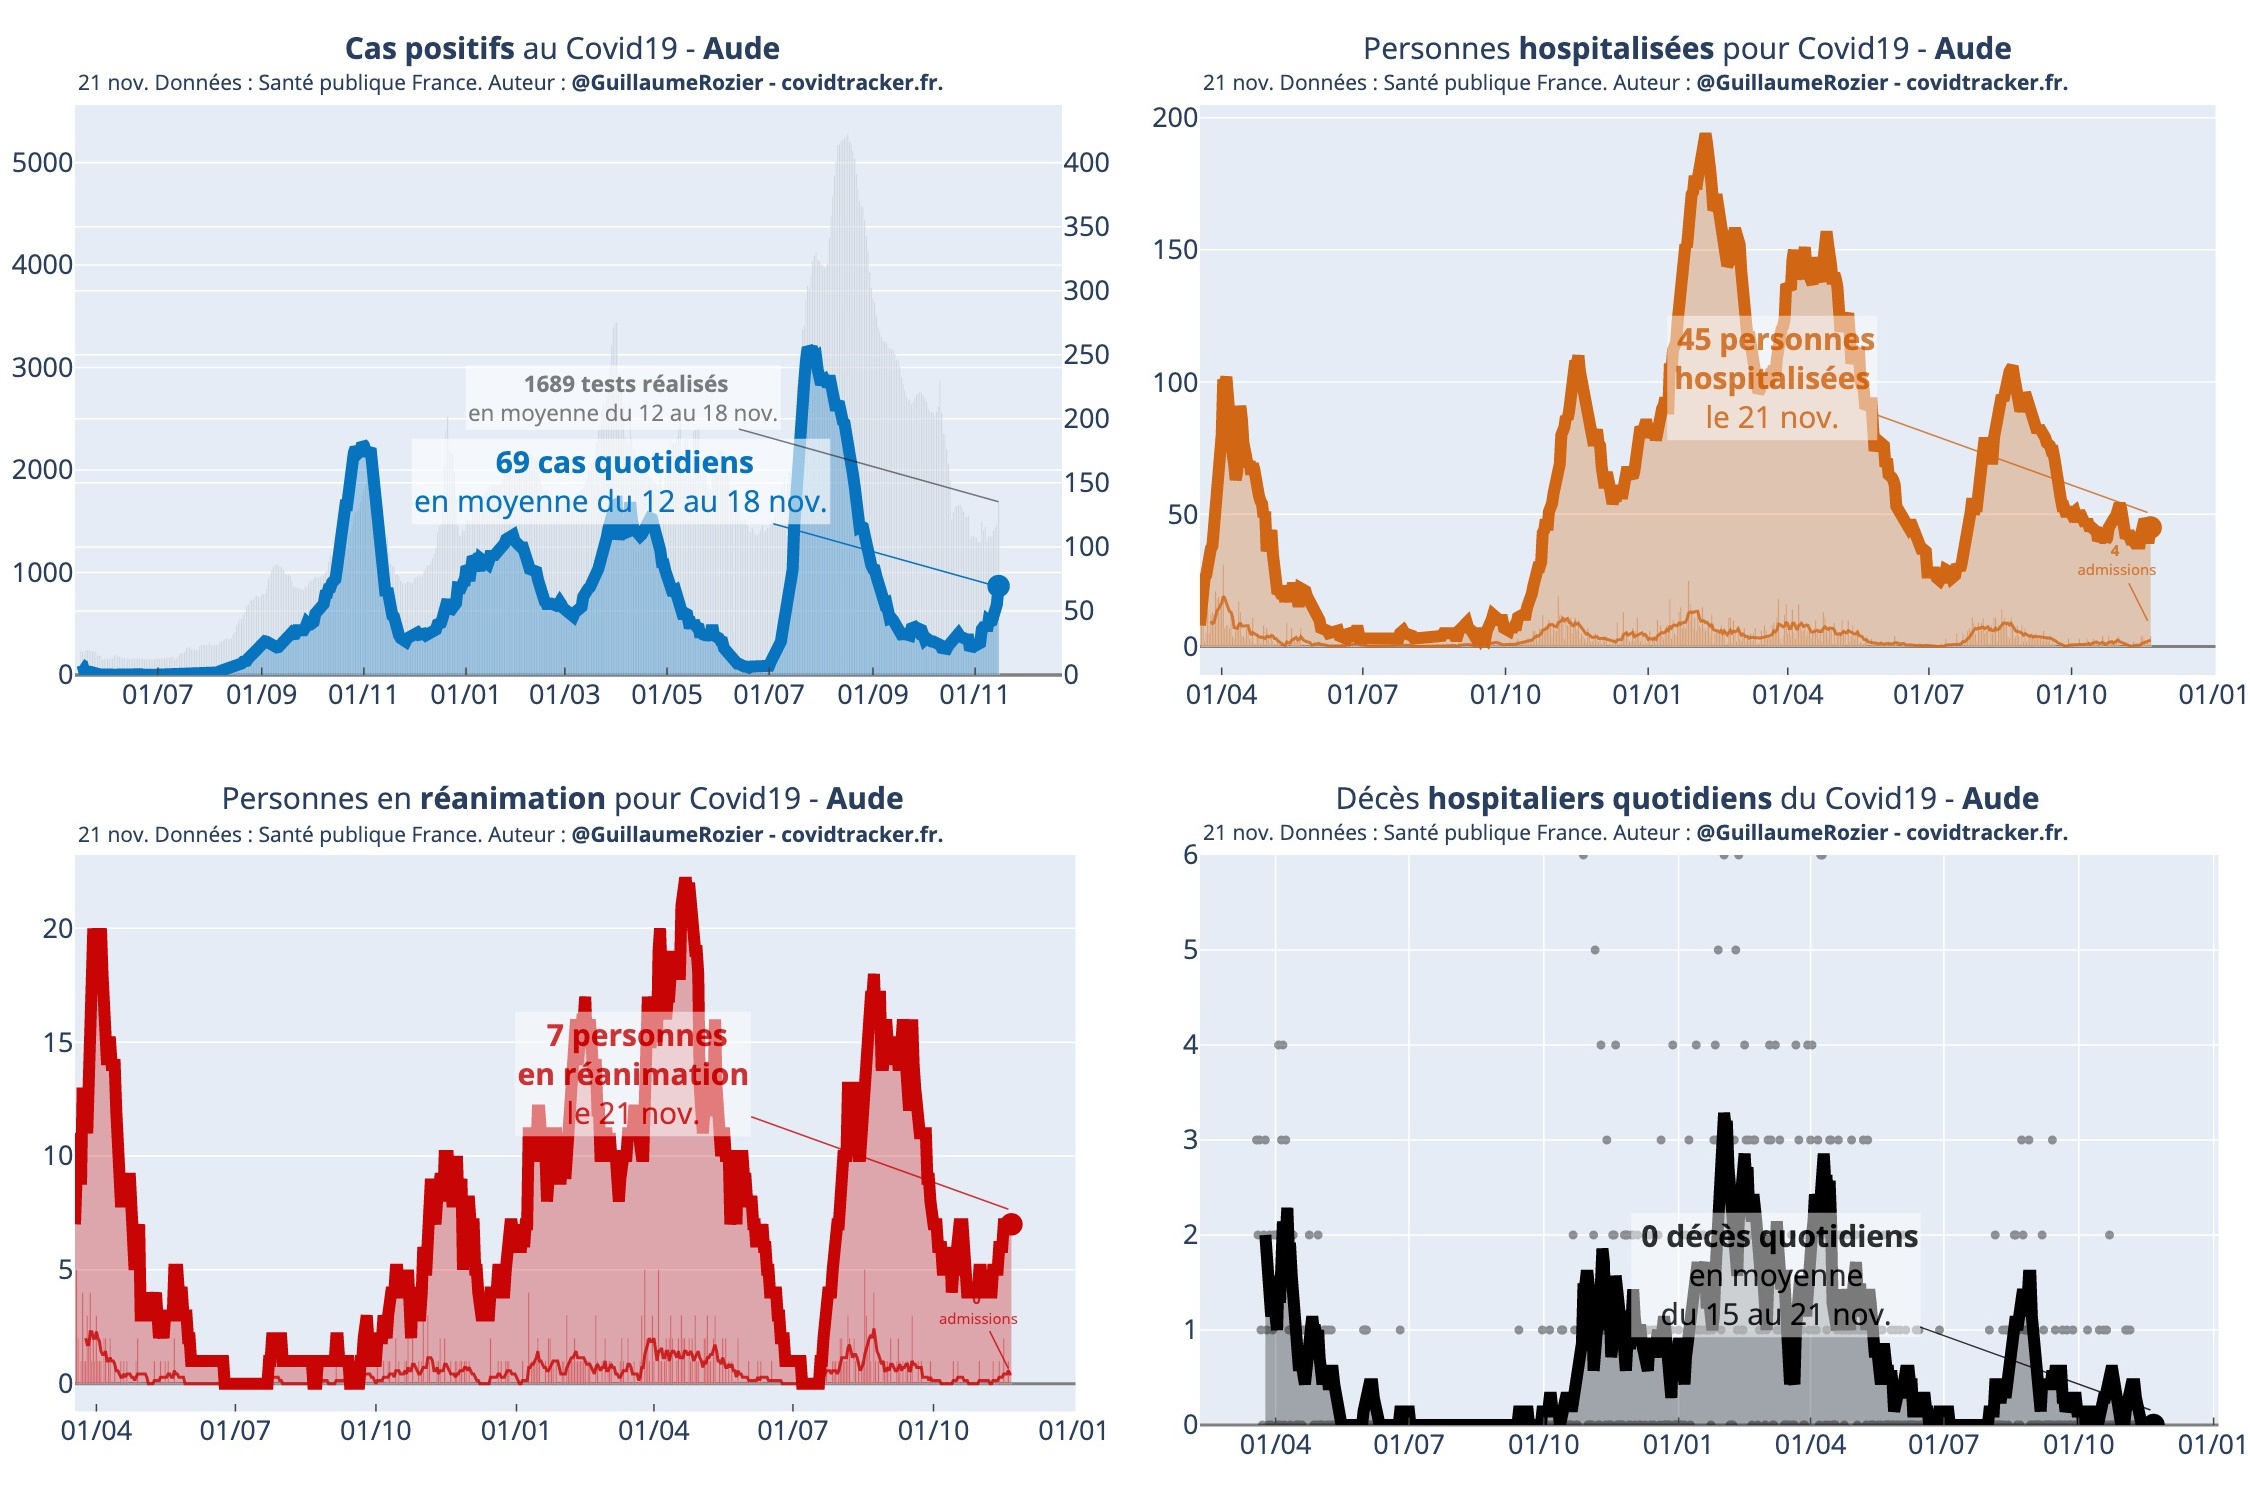 Cas positifs au Covid19 - Aude
21 nov. Données : Santé publique France. Auteur : @GuillaumeRozier - covidtracker.fr.
5000
4000
3000
2000
1000
0
400
350
300
250
200
150
100
50
0
1689 tests réalisés
en moyenne du 12 au 18 nov.
69 cas quotidiens
en moyenne du 12 au 18 nov.
01/07 01/09 01/11 01/01 01/03 01/05 01/07 01/09 01/11
Personnes hospitalisées pour Covid19 - Aude
21 nov. Données : Santé publique France. Auteur : @GuillaumeRozier - covidtracker.fr.
200
150
100
50
0
45 personnes
hospitalisées
le 21 nov.
4
admissions
01/04 01/07 01/10 01/01 01/04 01/07 01/10 01/01
Personnes en réanimation pour Covid19 - Aude
21 nov. Données : Santé publique France. Auteur : @GuillaumeRozier - covidtracker.fr.
20
15
10
5
0
7 personnes
en réanimation
le 21 nov.
admissions
01/04 01/07 01/10 01/01 01/04 01/07 01/10 01/01
Décès hospitaliers quotidiens du Covid19 - Aude
21 nov. Données : Santé publique France. Auteur : @GuillaumeRozier - covidtracker.fr.
6
5
4
3
2
1
0
0 décès quotidiens
en moyenne
du 15 au 21 nov.
01/04 01/07 01/10 01/01 01/04 01/07 01/10 01/01